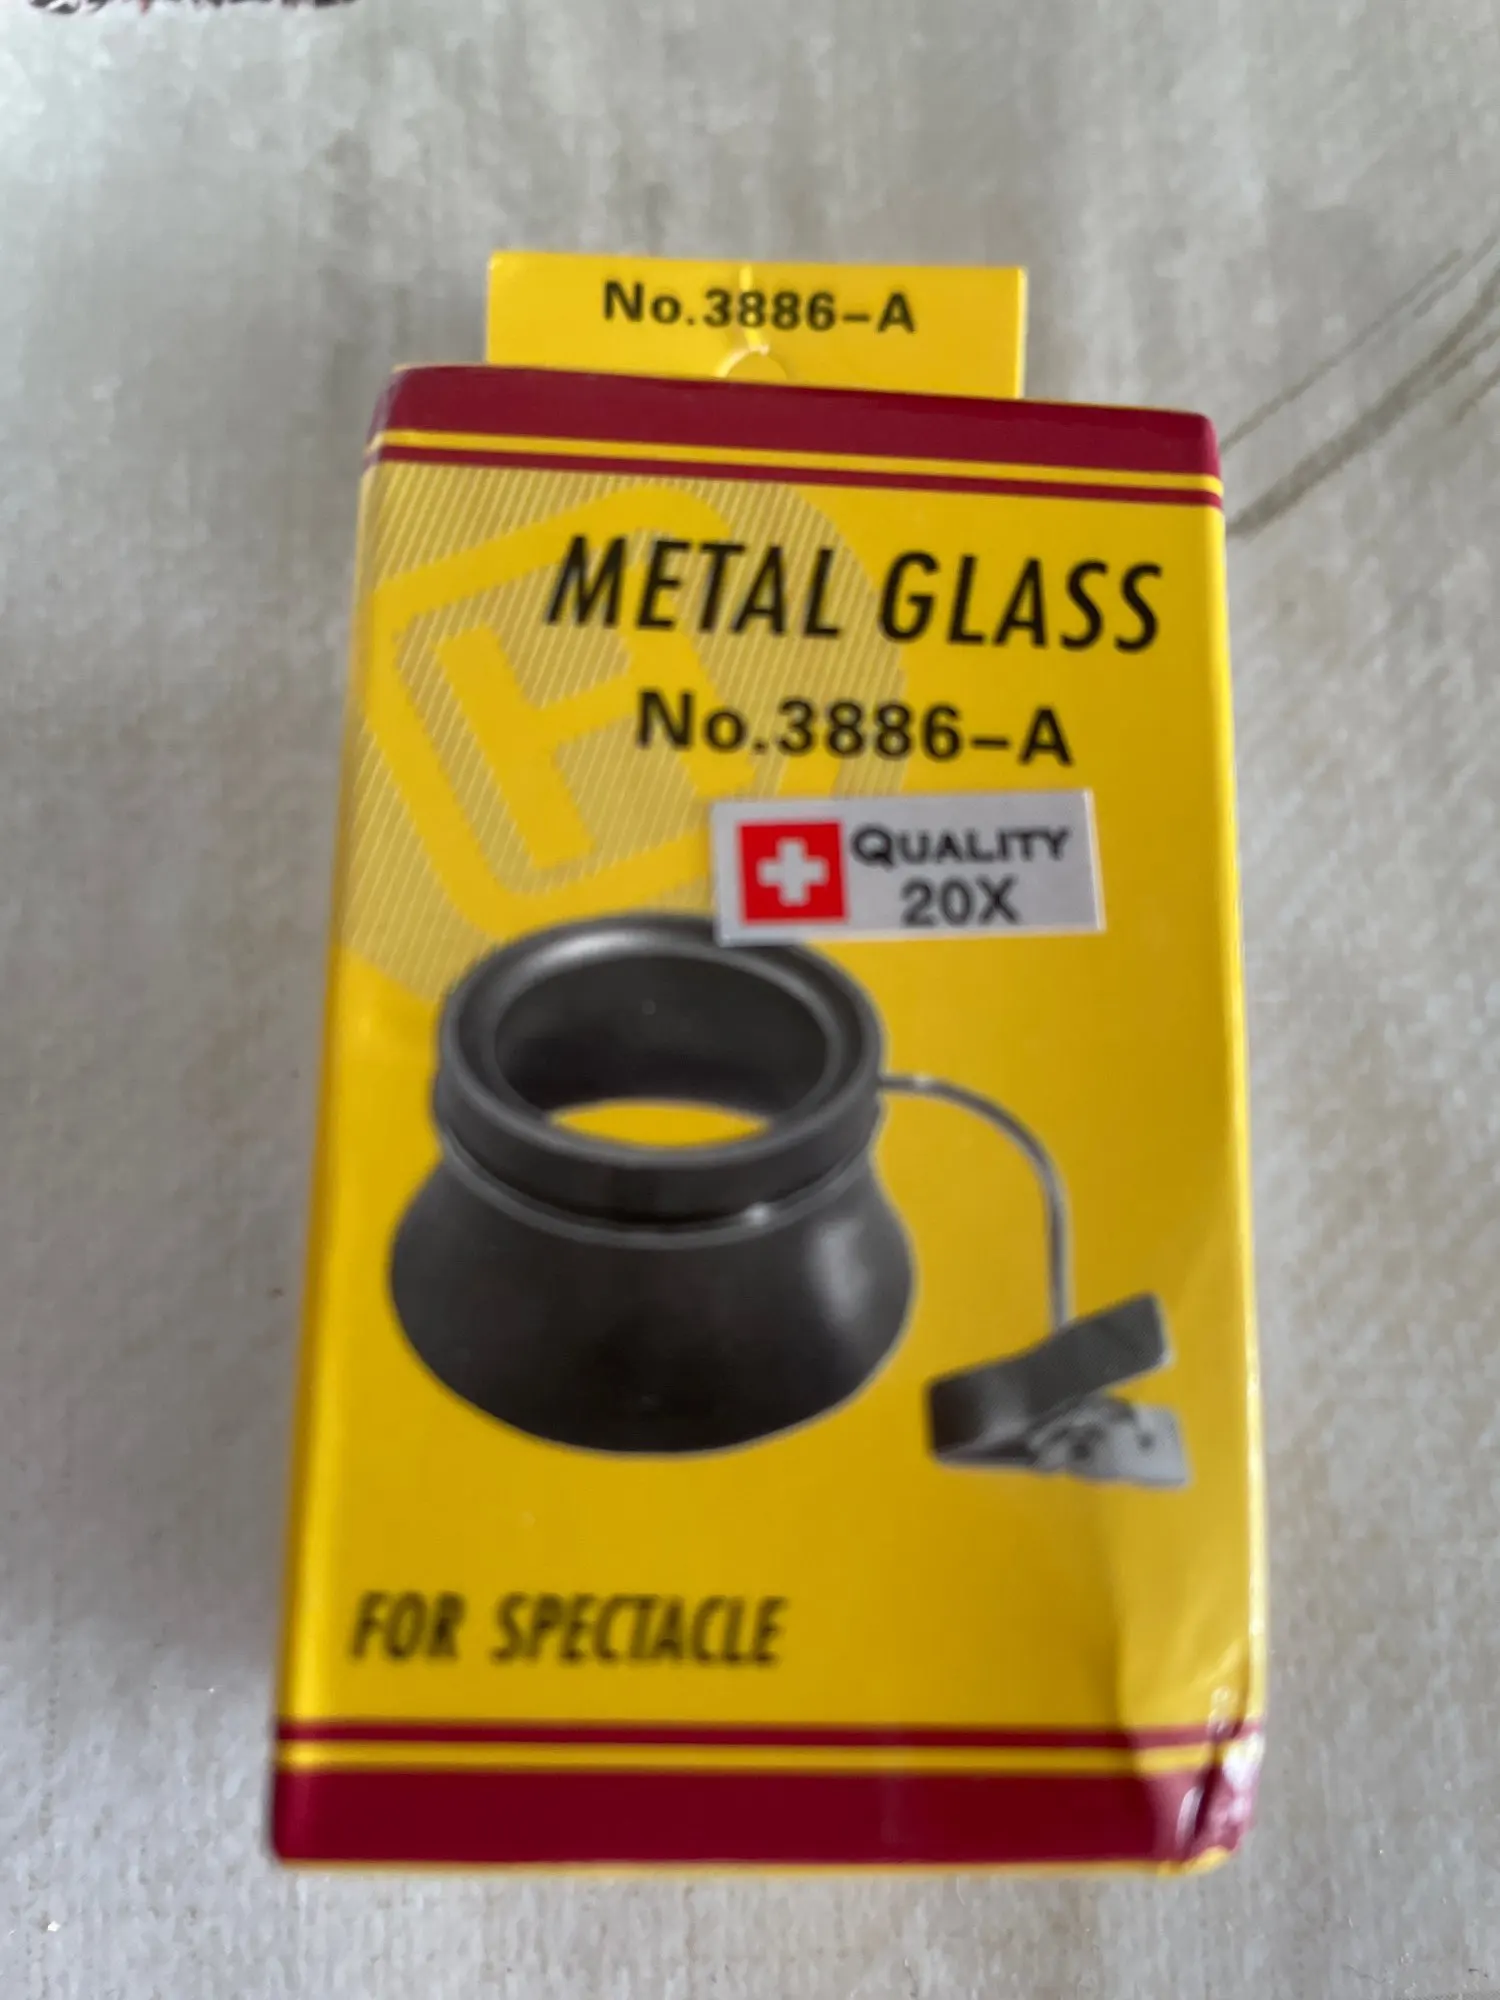 No.3886-A
METAL GLASS
No.3886-A
QUALITY
20X
FOR SPECTACLE